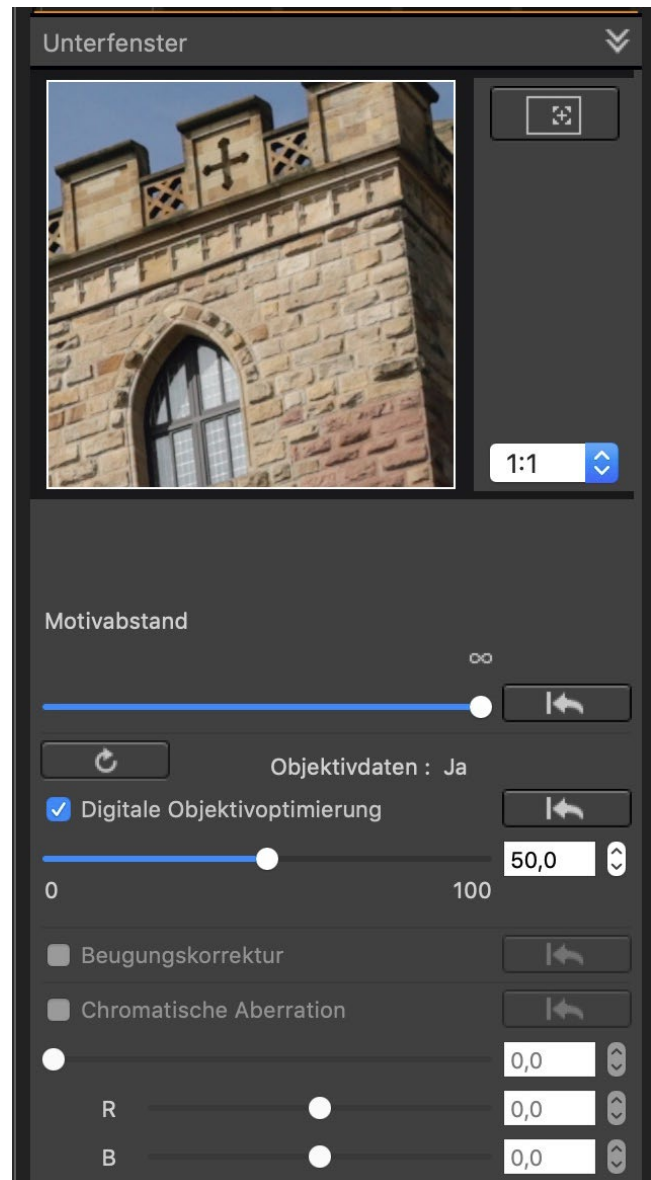 Unterfenster
1:1
Motivabstand
∞
Objektivdaten : Ja
Digitale Objektivoptimierung
50,0
0 100
Beugungskorrektur
Chromatische Aberration
0,0
R 0,0
B 0,0